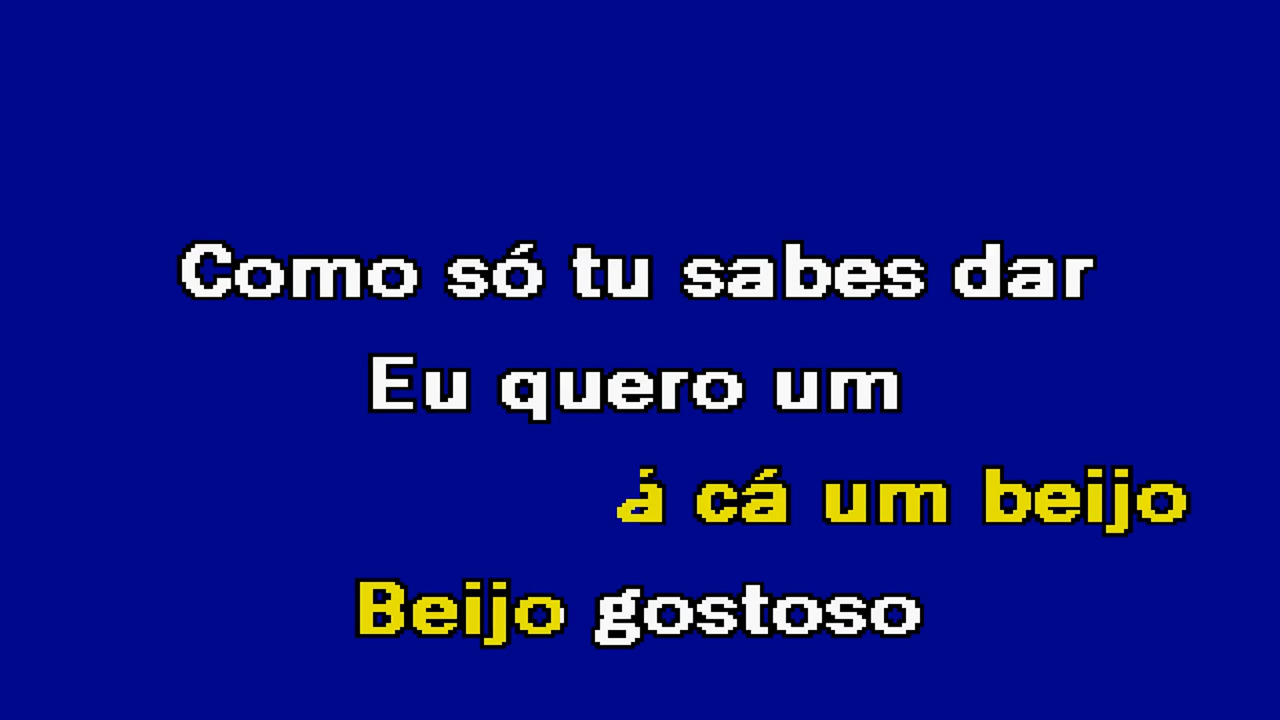 Como só tu sabes dar
Eu quero um
á cá um beijo
Beijo gostoso